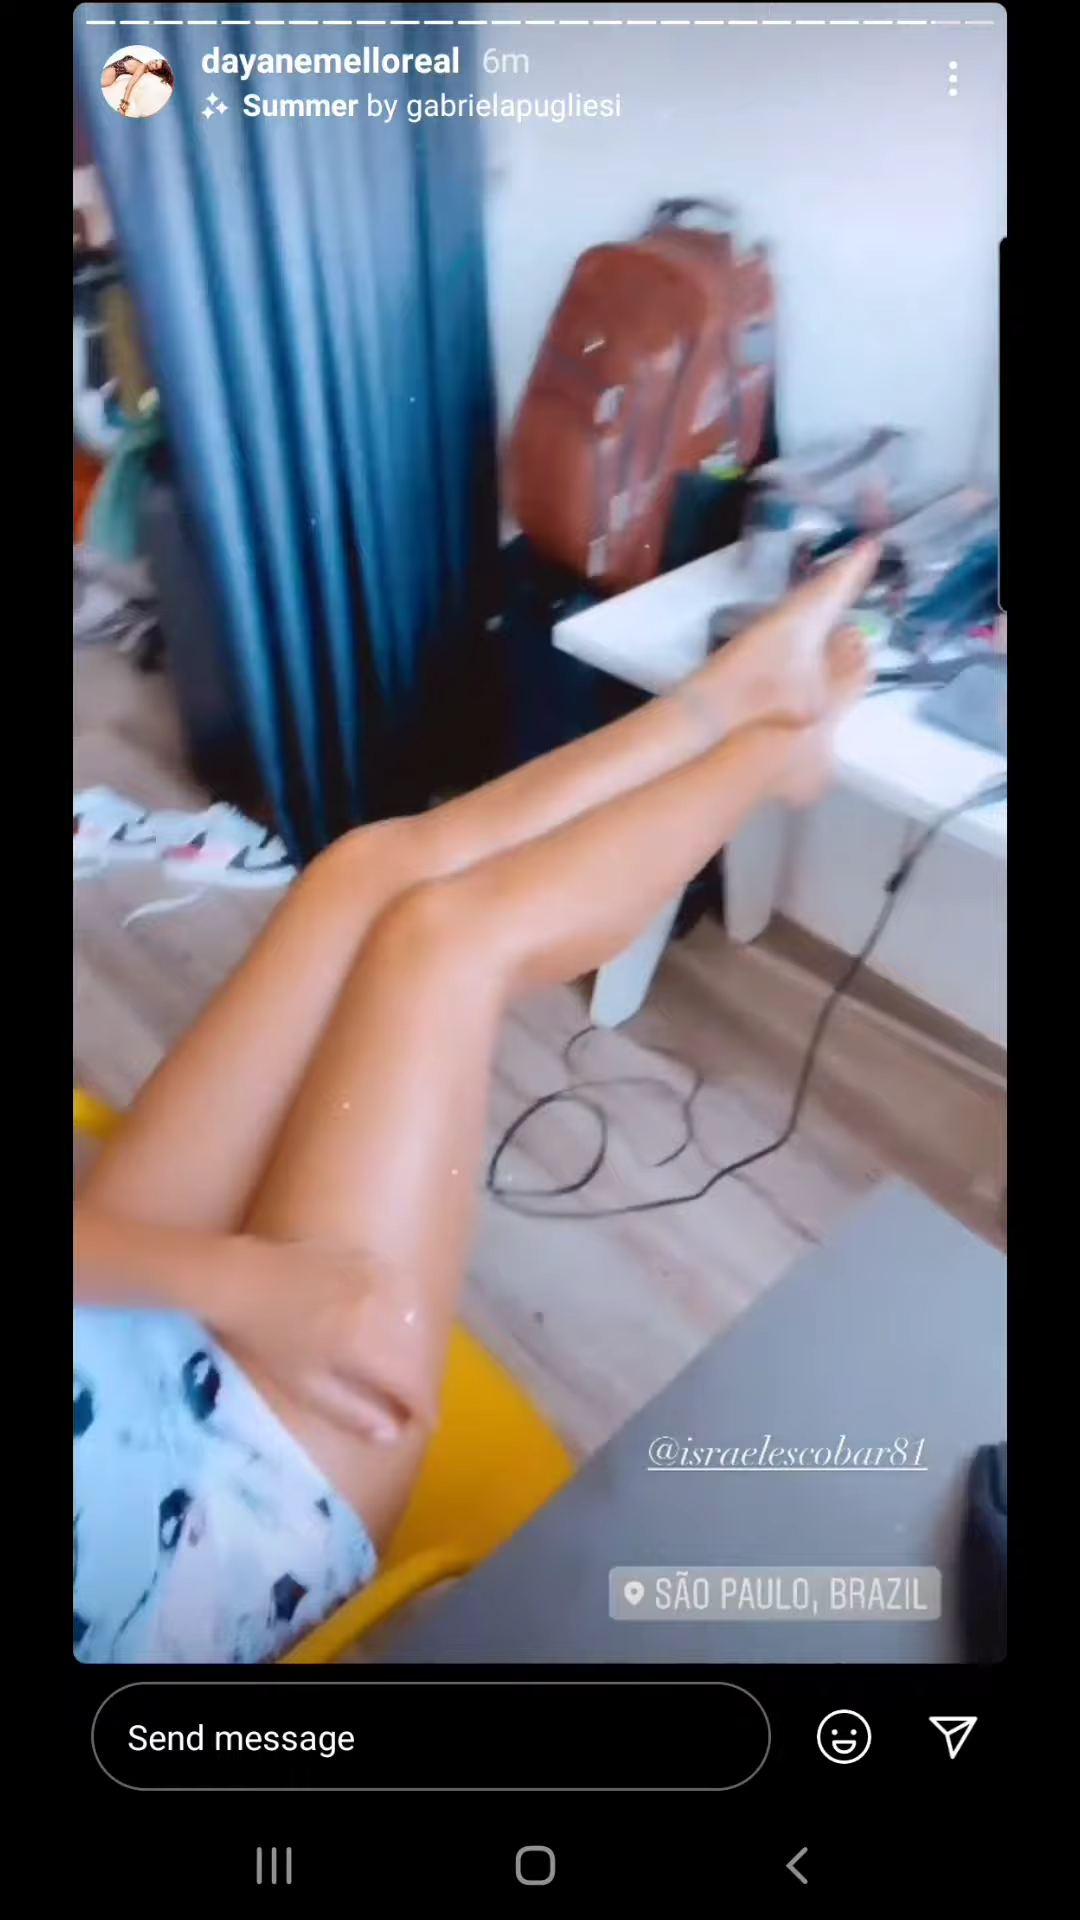 dayanemelloreal 6m
Summer by gabrielapugliesi
@israelescobar81
SÃO PAULO, BRAZIL
Send message